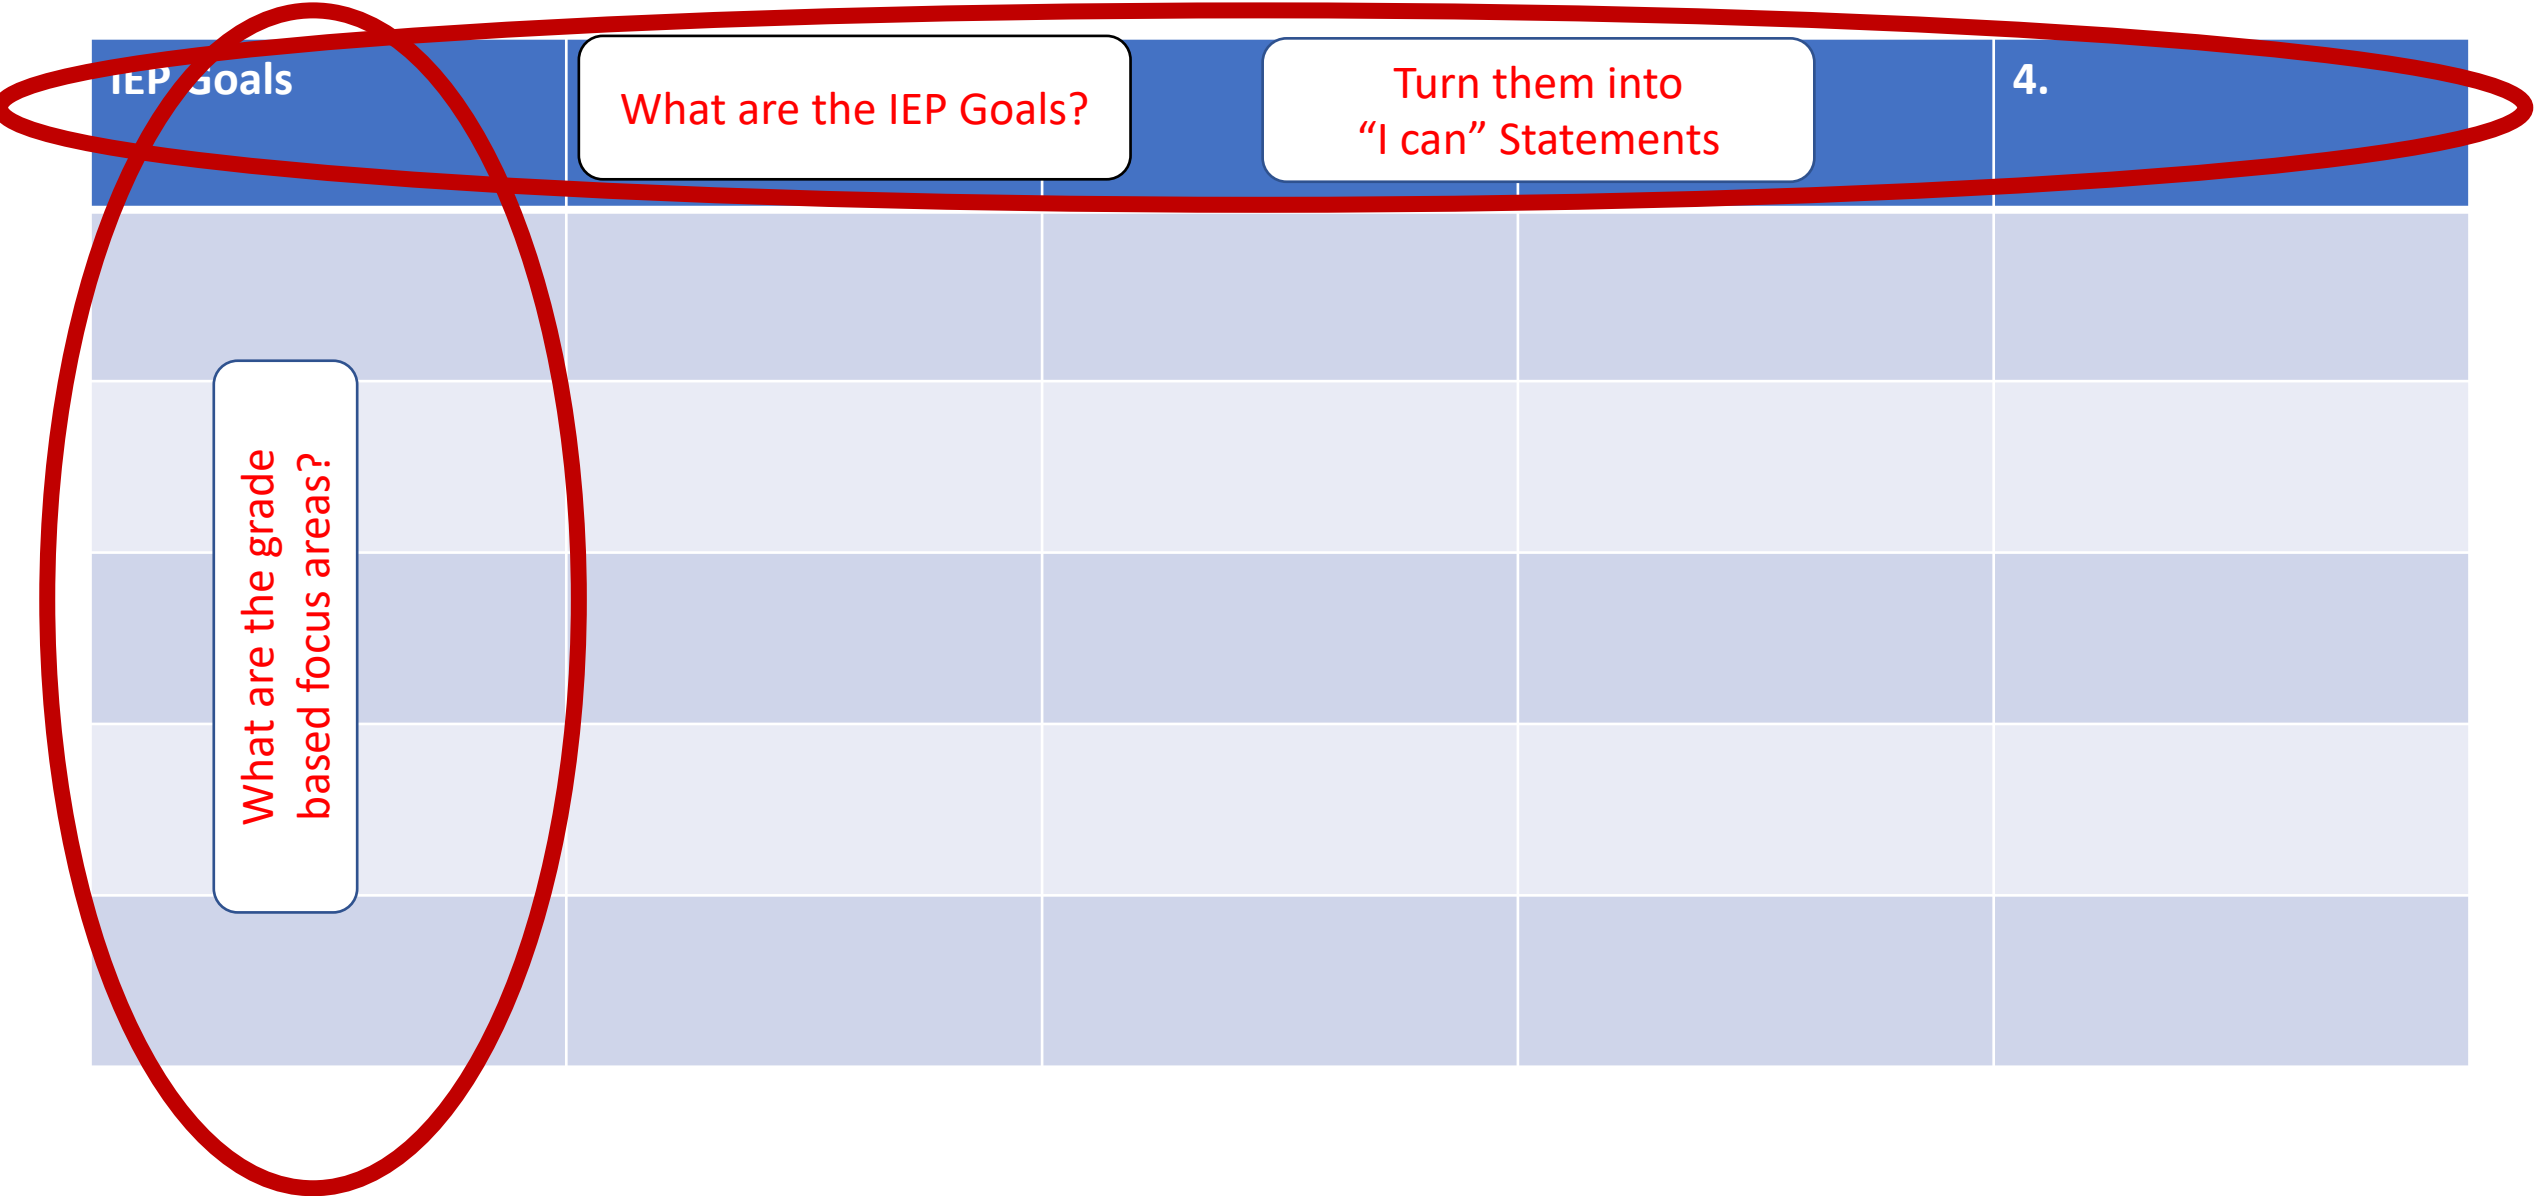 IEP Goals
What are the IEP Goals?
Turn them into
“I can” Statements
4.
What are the grade
based focus areas?